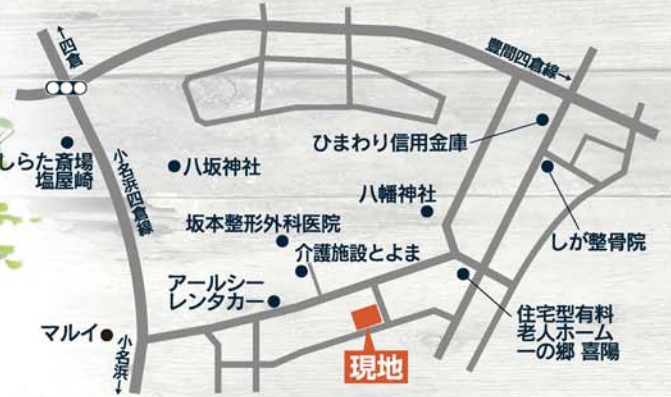 ↑四倉
豊間四倉線→
ひまわり信用金庫
しらた斎場
塩屋崎
小名浜四倉線
八坂神社
八幡神社
坂本整形外科医院
しが整骨院
介護施設とよま
アールシー
レンタカー
住宅型有料
老人ホーム
一の郷 喜陽
マルイ
小名浜↓
現地